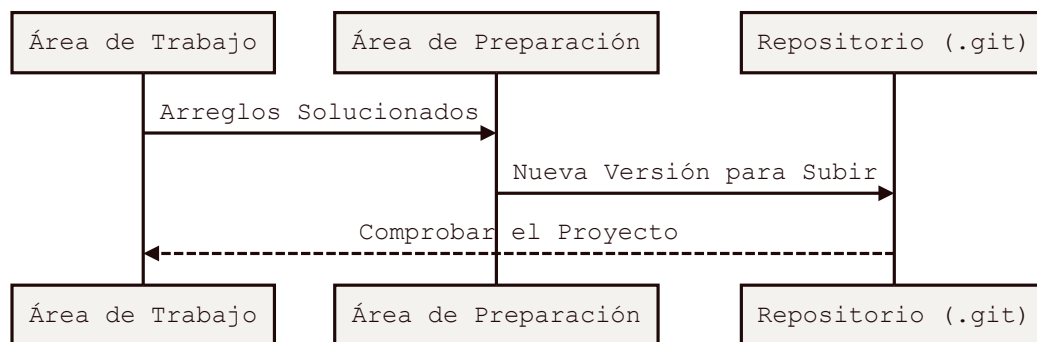 Área de Trabajo
Área de Preparación
Repositorio (.git)
Arreglos Solucionados
Nueva Versión para Subir
Comprobar el Proyecto
Área de Trabajo
Área de Preparación
Repositorio (.git)